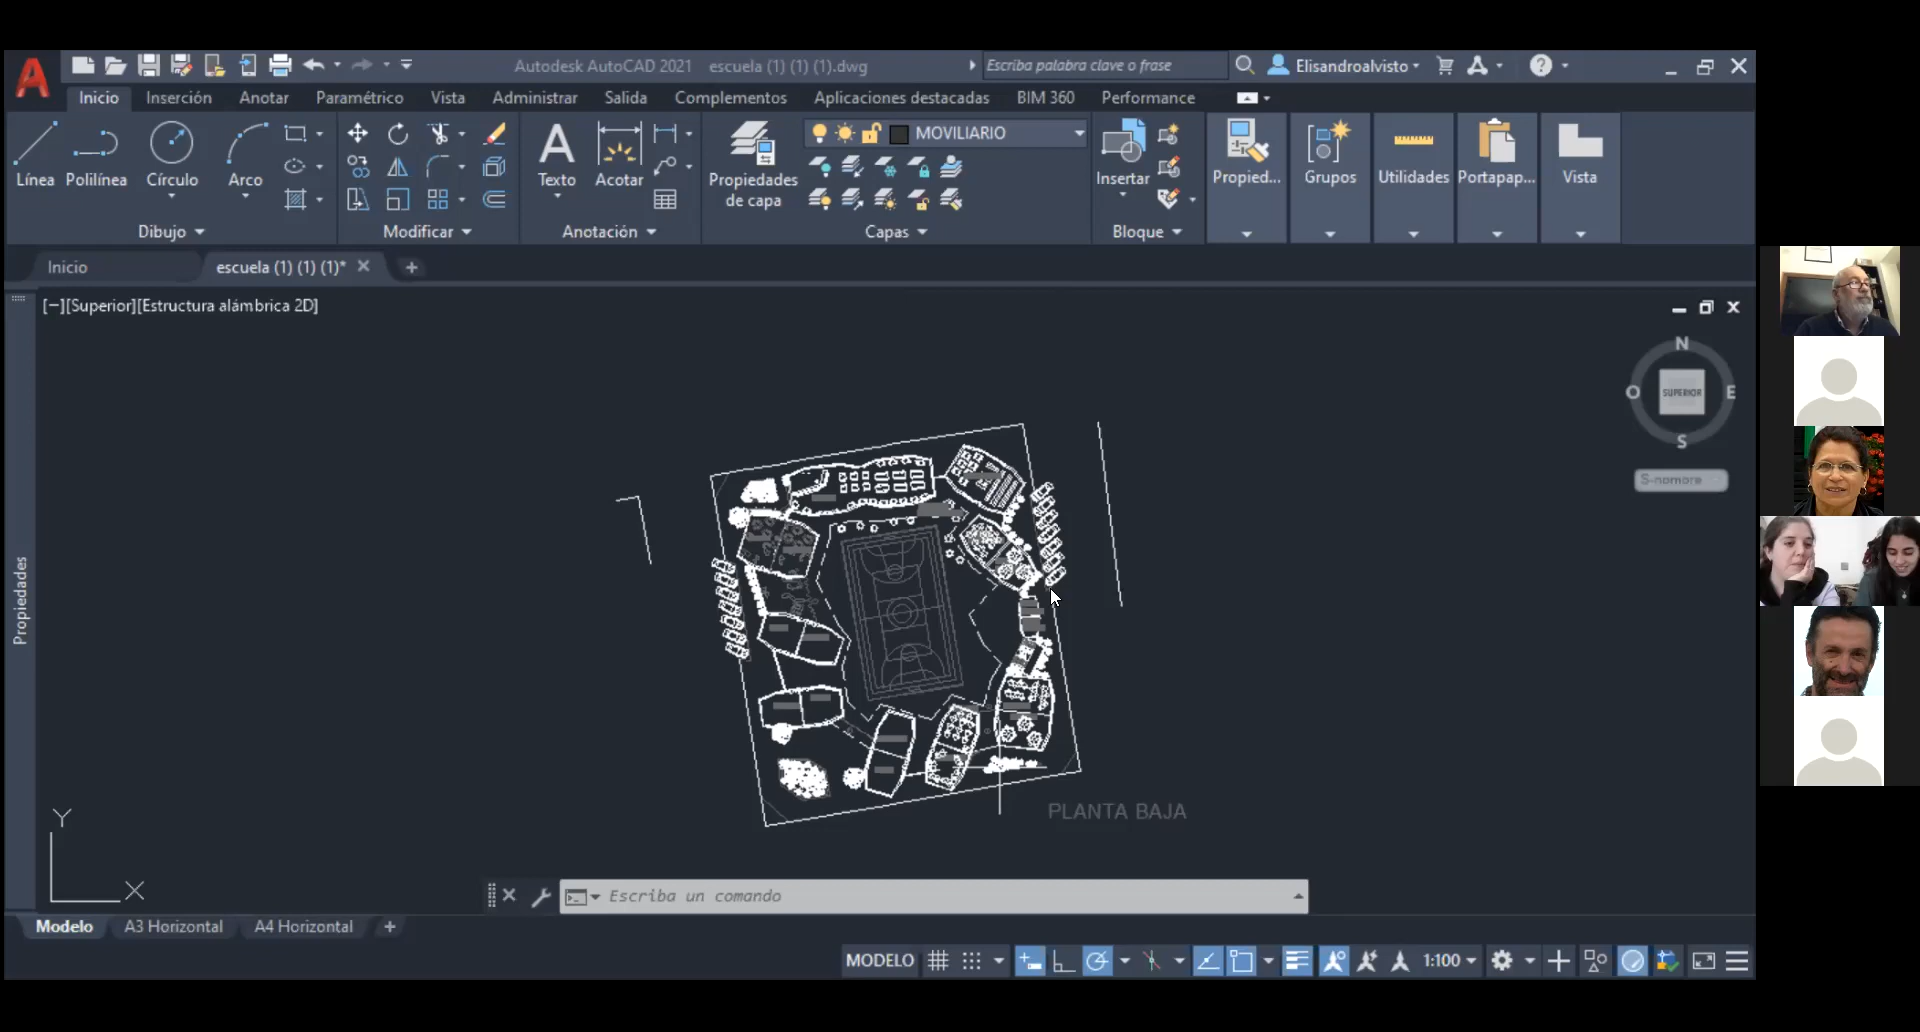 Autodesk AutoCAD 2021 escuela (1) (1) (1).dwg
Escriba palabra clave o frase
Elisandroalvisto
Inicio Inserción Anotar Paramétrico Vista Administrar Salida Complementos Aplicaciones destacadas BIM 360 Performance
MOVILIARIO
Línea Polilínea Círculo Arco
Texto Acotar
Propiedades
de capa
Insertar
Propied... Grupos Utilidades Portapap... Vista
Dibujo Modificar Anotación Capas Bloque
Inicio escuela (1) (1) (1)*
[−][Superior][Estructura alámbrica 2D]
N
O SUPERIOR E
S
S-nombre
Propiedades
PLANTA BAJA
Y
X
Escriba un comando
Modelo A3 Horizontal A4 Horizontal
MODELO 1:100